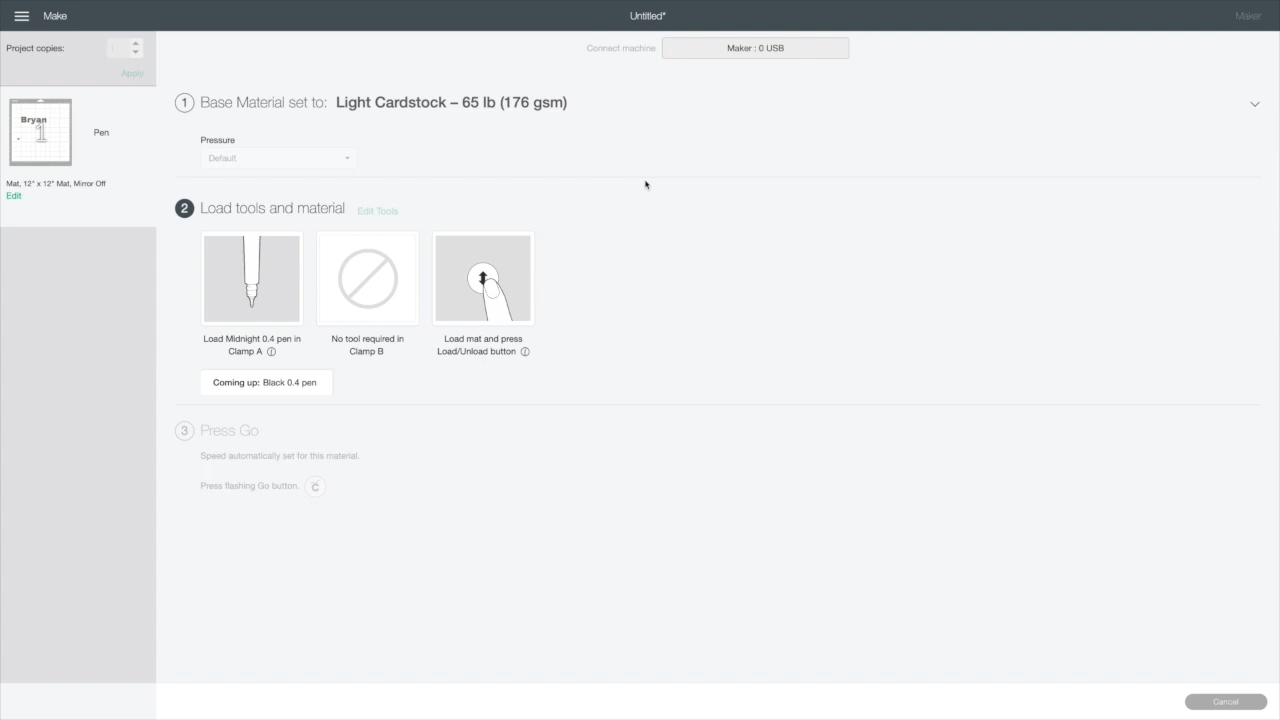 Make
Untitled*
Maker
Project copies:
Apply
Connect machine
Maker : 0 USB
Bryan
1
Pen
Mat, 12" x 12" Mat, Mirror Off
Edit
1 Base Material set to: Light Cardstock – 65 lb (176 gsm)
Pressure
Default
2 Load tools and material Edit Tools
Load Midnight 0.4 pen in
Clamp A
No tool required in
Clamp B
Load mat and press
Load/Unload button
Coming up: Black 0.4 pen
3 Press Go
Speed automatically set for this material.
Press flashing Go button.
Cancel